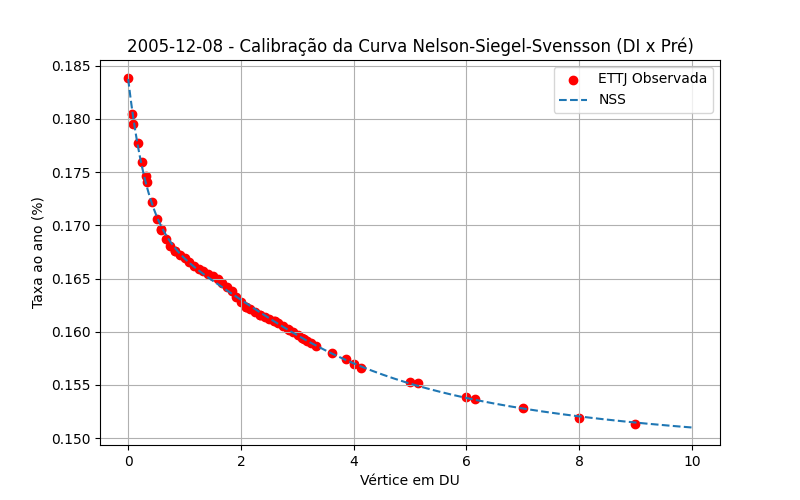 2005-12-08 - Calibração da Curva Nelson-Siegel-Svensson (DI x Pré)
ETTJ Observada
NSS
Taxa ao ano (%)
0.185
0.180
0.175
0.170
0.165
0.160
0.155
0.150
0 2 4 6 8 10
Vértice em DU